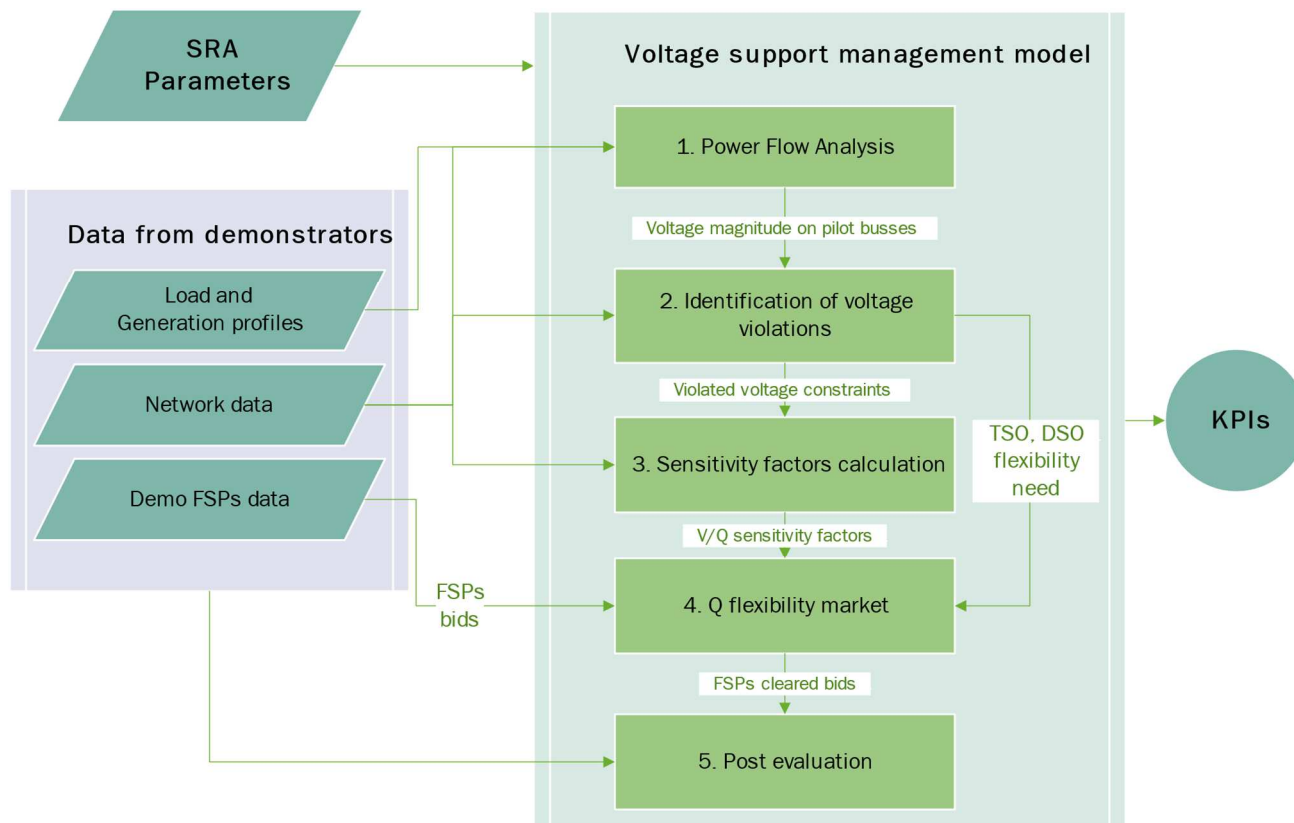 SRA
Parameters
Voltage support management model
1. Power Flow Analysis
Voltage magnitude on pilot busses
Data from demonstrators
Load and
Generation profiles
2. Identification of voltage
violations
Violated voltage constraints
Network data
KPIs
TSO, DSO
flexibility
need
3. Sensitivity factors calculation
Demo FSPs data
V/Q sensitivity factors
FSPs
bids
4. Q flexibility market
FSPs cleared bids
5. Post evaluation